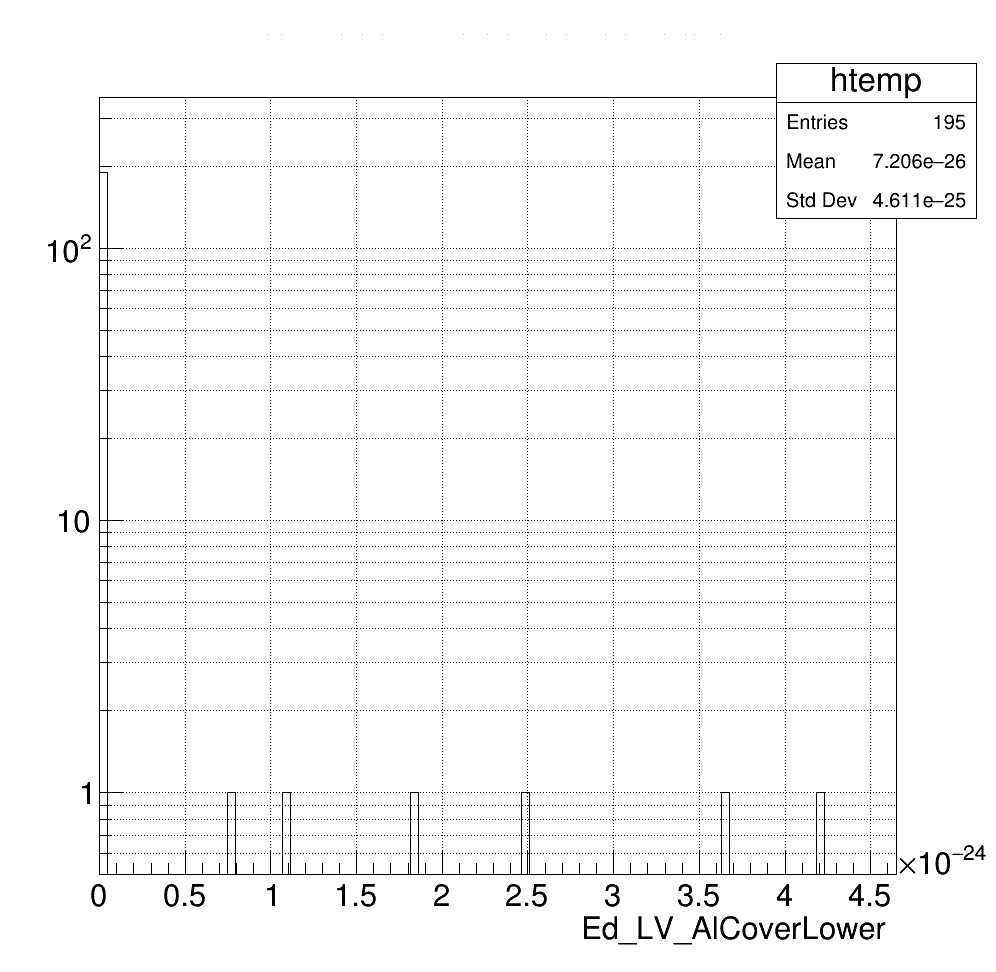 htemp
Entries 195
Mean 7.206e–26
Std Dev 4.611e–25
10²
10
1
0 0.5 1 1.5 2 2.5 3 3.5 4 4.5
×10⁻²⁴
Ed_LV_AlCoverLower